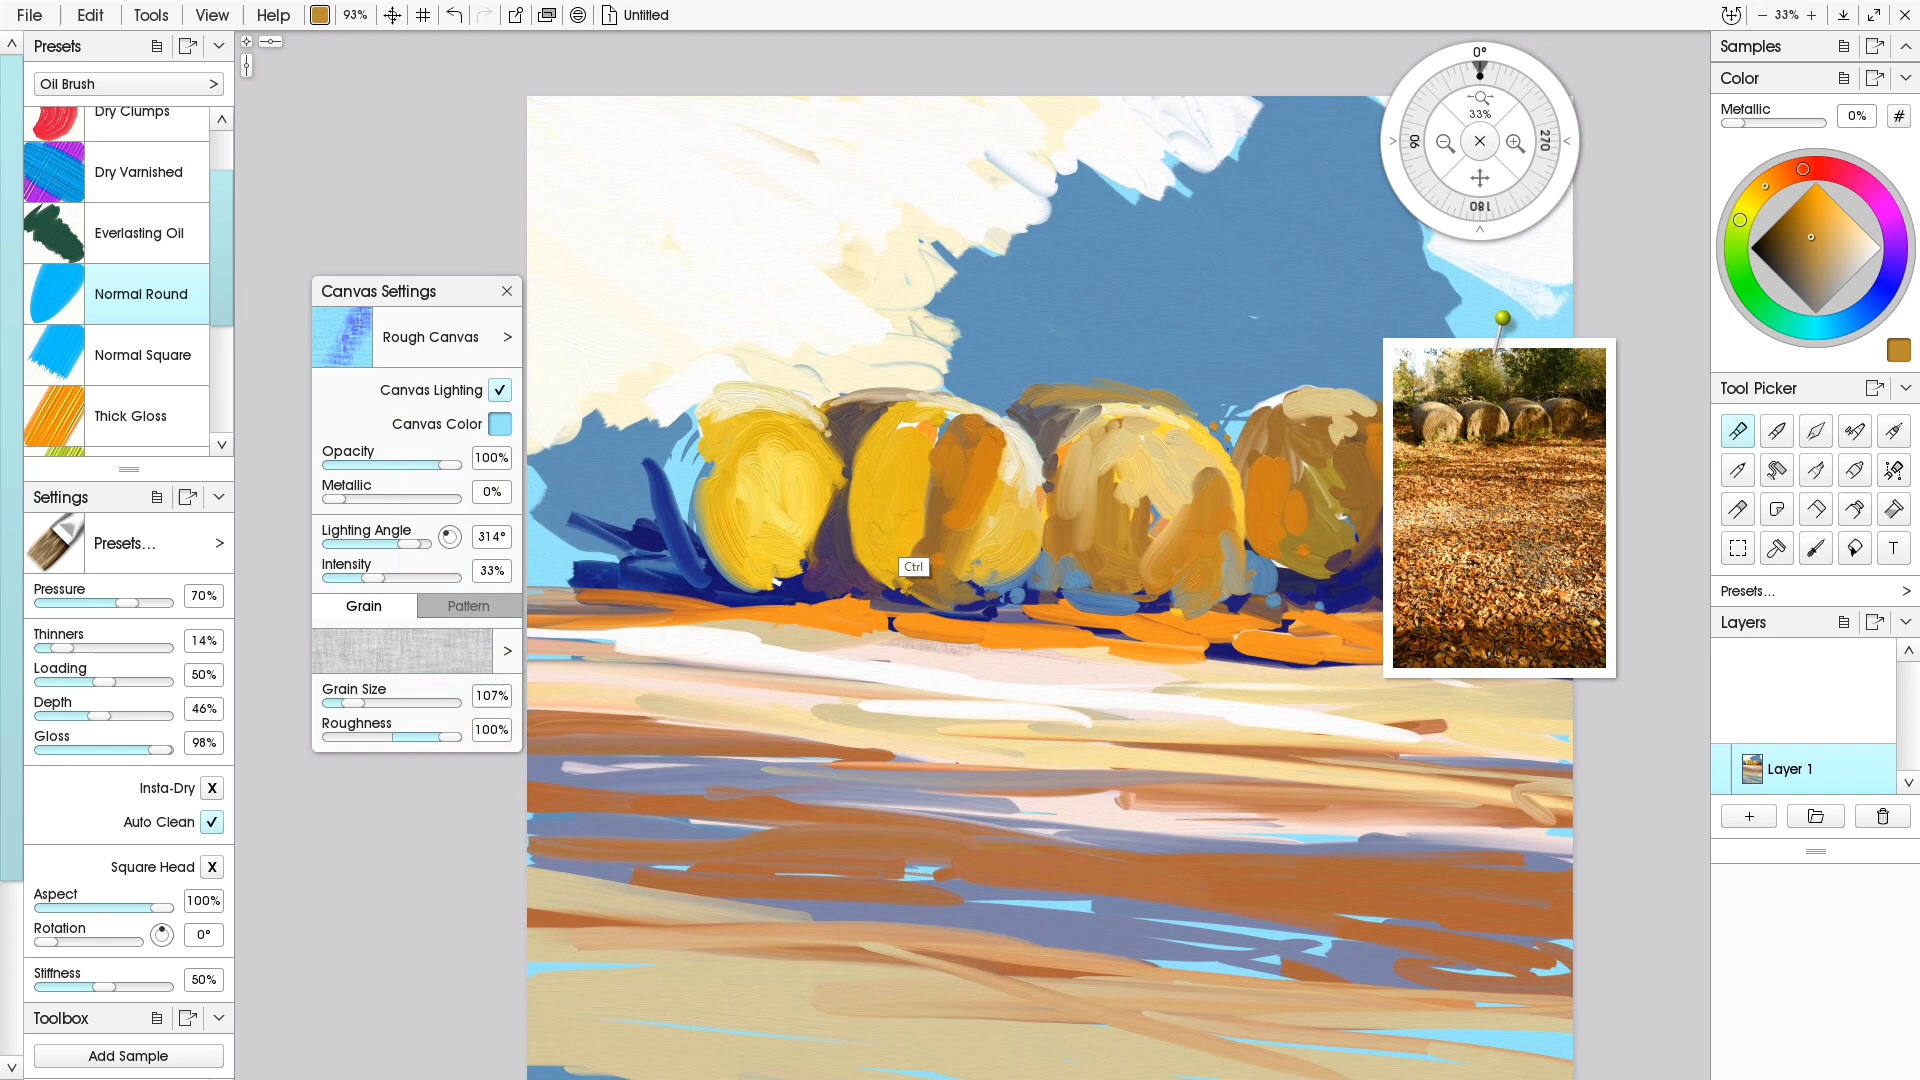 File Edit Tools View Help 93% Untitled 33%
Presets
Oil Brush >
Dry Clumps
Dry Varnished
Everlasting Oil
Normal Round
Normal Square
Thick Gloss
Settings
Presets... >
Pressure 70%
Thinners 14%
Loading 50%
Depth 46%
Gloss 98%
Insta-Dry X
Auto Clean
Square Head X
Aspect 100%
Rotation 0°
Stiffness 50%
Toolbox
Add Sample
Canvas Settings
Rough Canvas >
Canvas Lighting
Canvas Color
Opacity 100%
Metallic 0%
Lighting Angle 314°
Intensity 33%
Grain Pattern
Grain Size 107%
Roughness 100%
Ctrl
0°
33%
90 270
180
Samples
Color
Metallic 0% #
Tool Picker
T
Presets... >
Layers
Layer 1